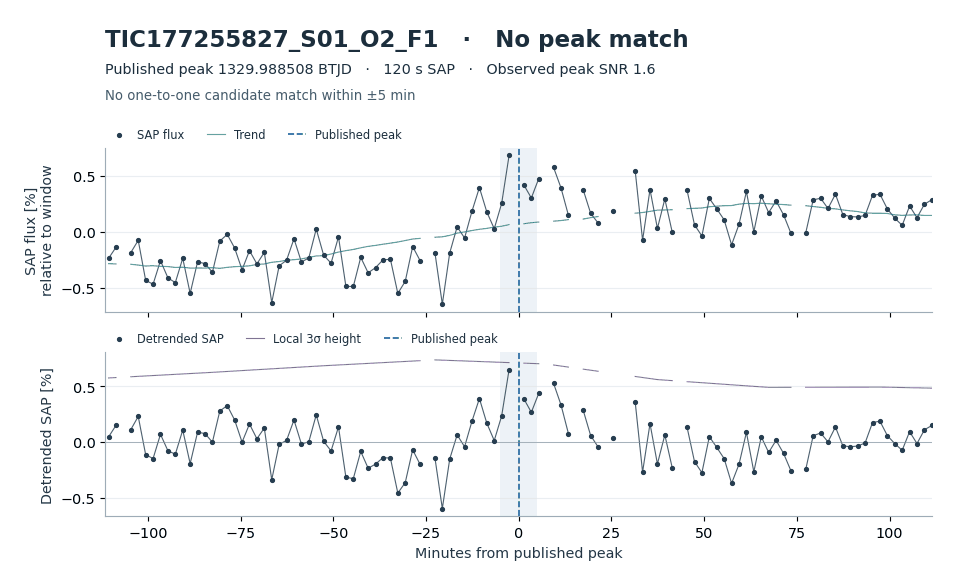 TIC177255827_S01_O2_F1 · No peak match
Published peak 1329.988508 BTJD · 120 s SAP · Observed peak SNR 1.6
No one-to-one candidate match within ±5 min
SAP flux Trend Published peak
SAP flux [%]
relative to window
0.5
0.0
−0.5
Detrended SAP Local 3σ height Published peak
Detrended SAP [%]
0.5
0.0
−0.5
−100 −75 −50 −25 0 25 50 75 100
Minutes from published peak